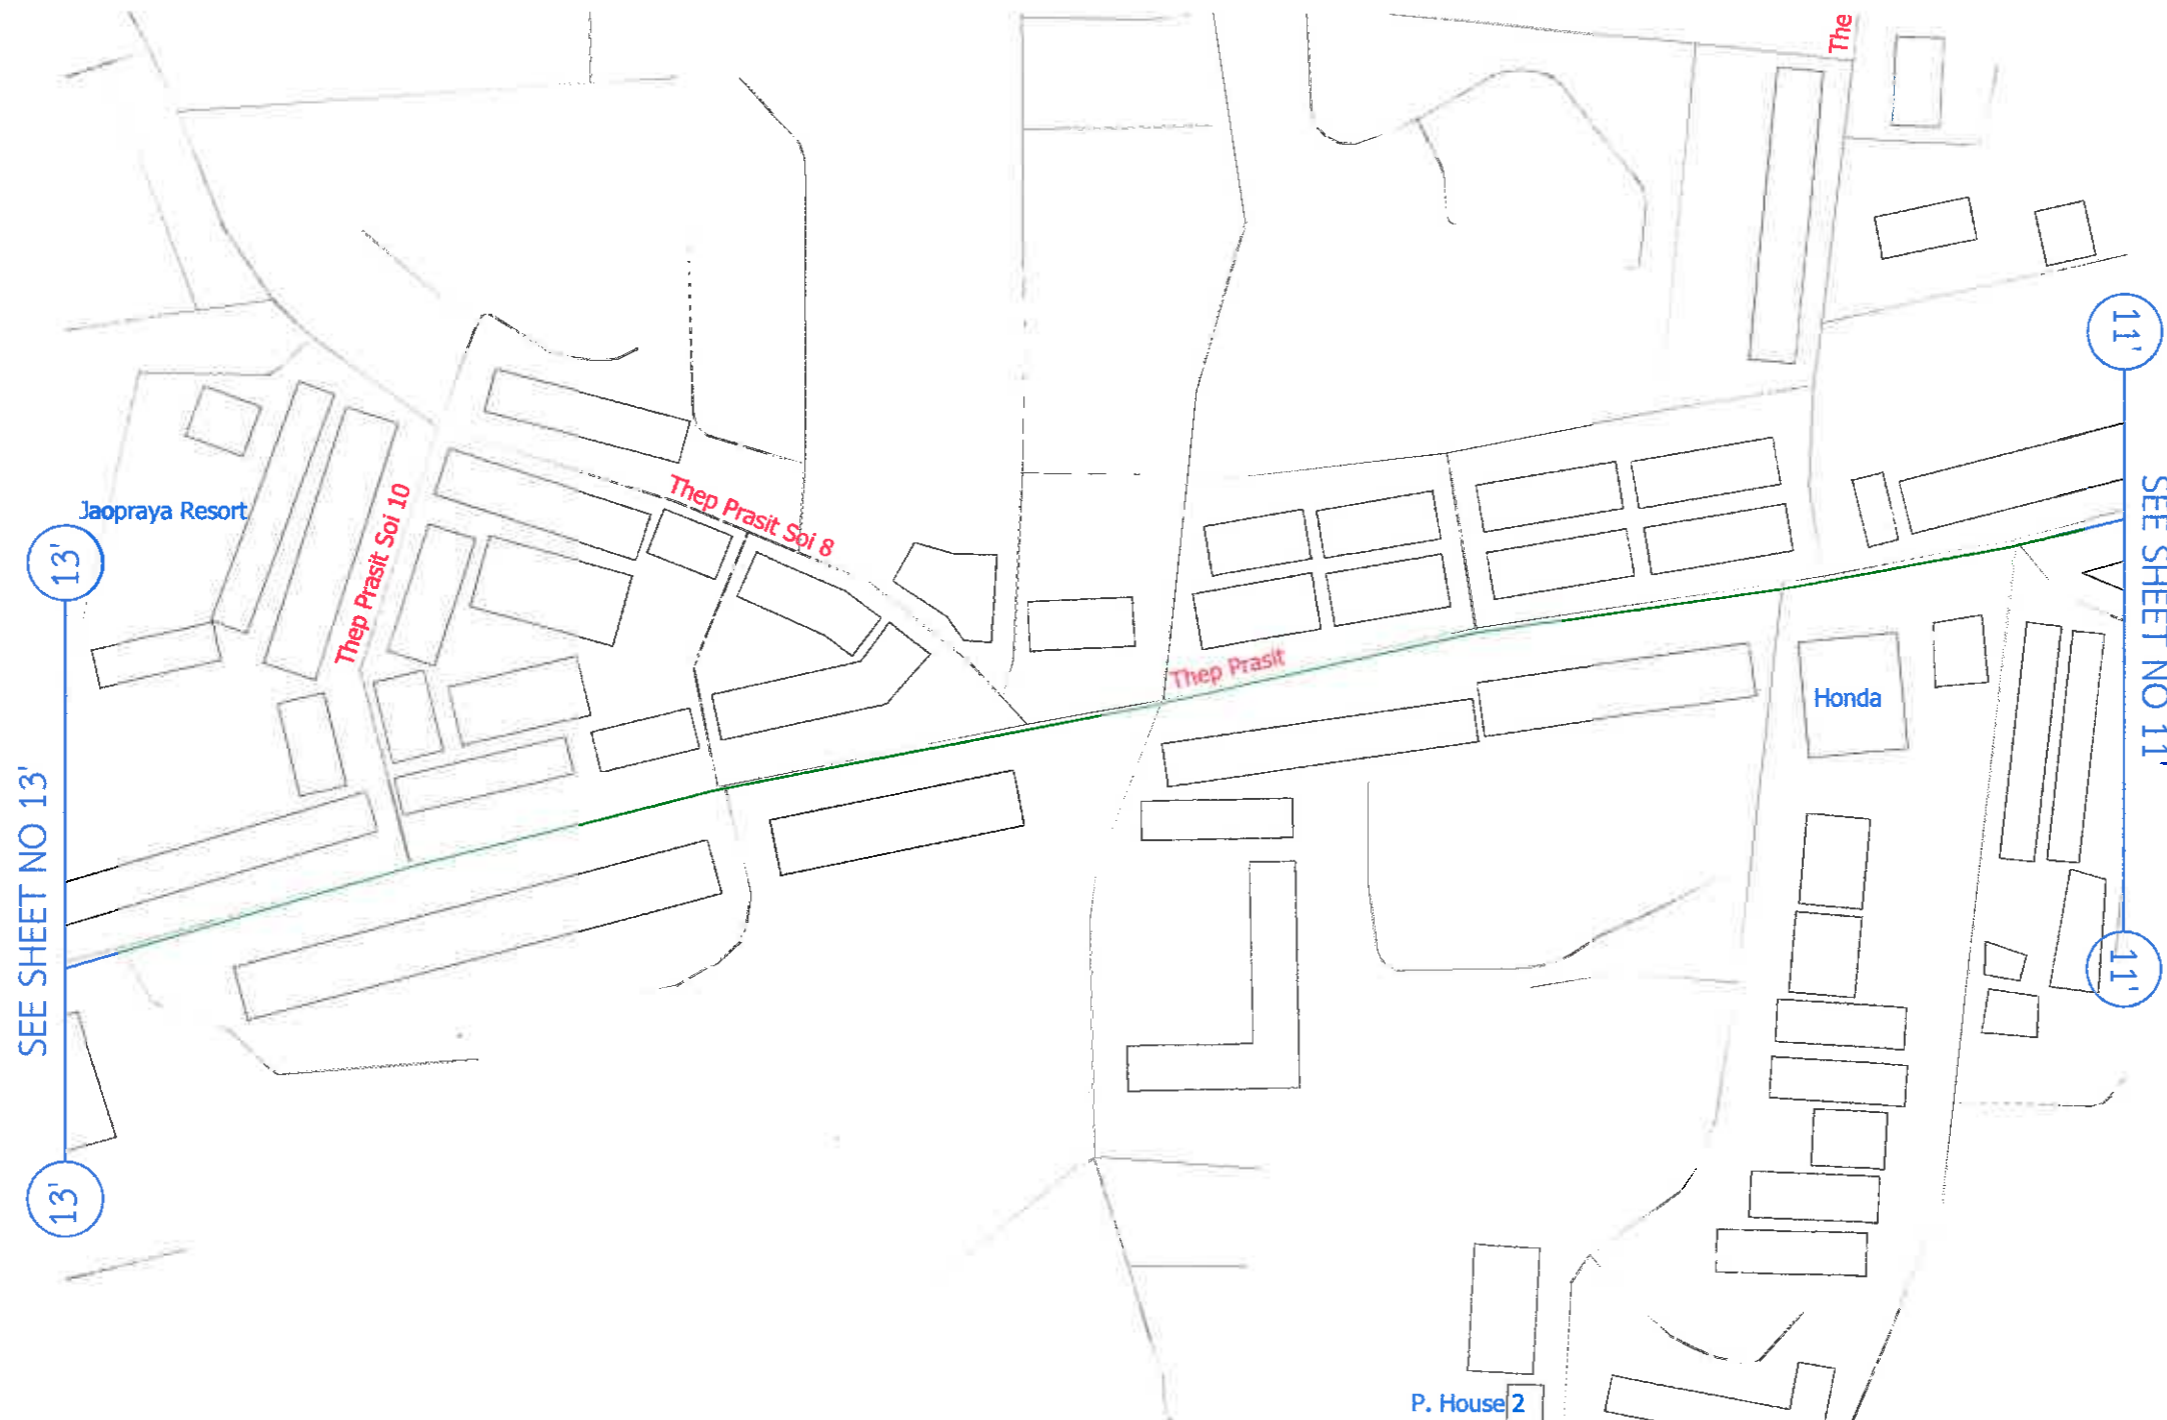 The
11'
Jaopraya Resort
Thep Prasit Soi 10
Thep Prasit Soi 8
13'
SEE SHEET NO 11'
Thep Prasit
Honda
SEE SHEET NO 13'
11'
13'
P. House 2